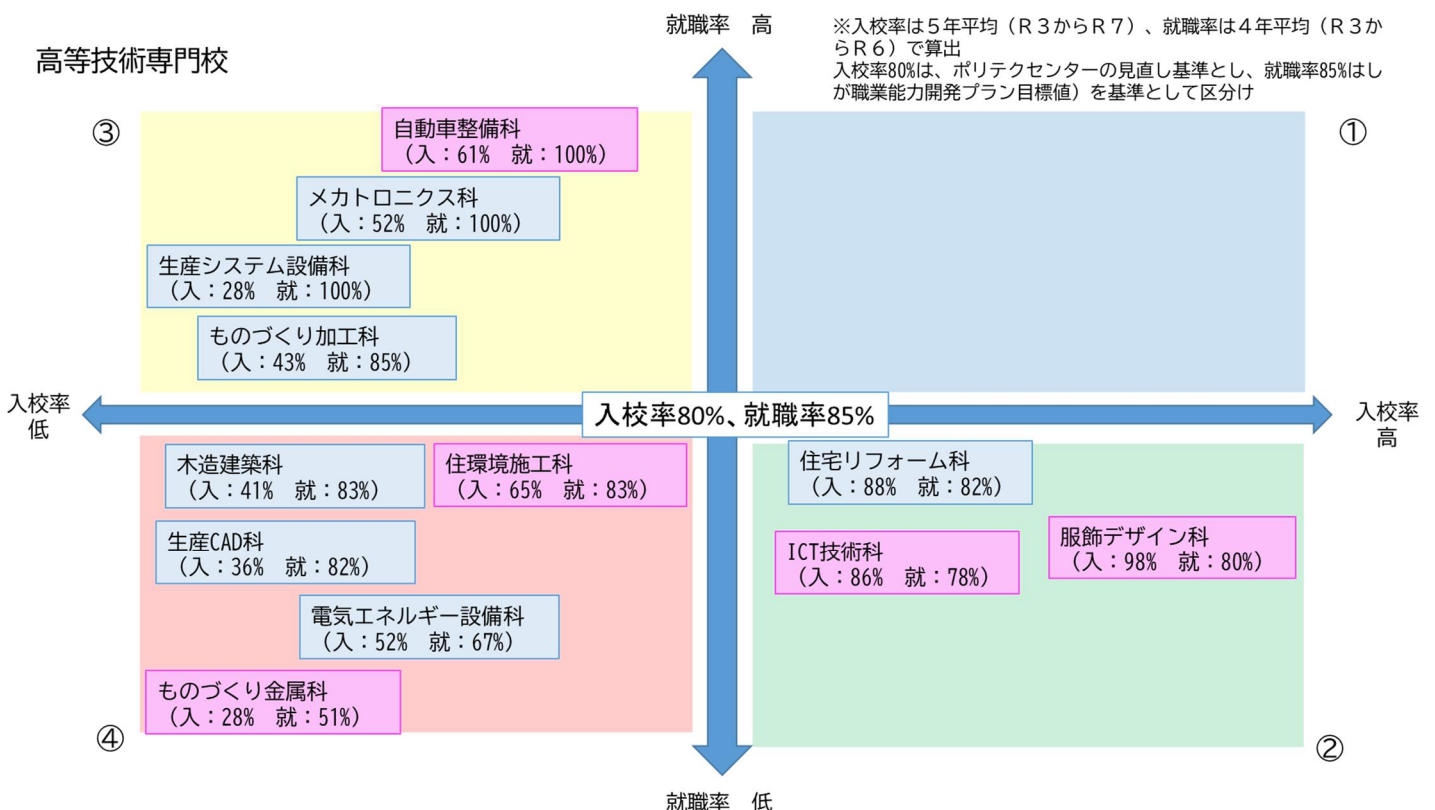 就職率　高
※入校率は５年平均（Ｒ３からＲ７）、就職率は４年平均（Ｒ３か
らＲ６）で算出
入校率80%は、ポリテクセンターの見直し基準とし、就職率85%はし
が職業能力開発プラン目標値）を基準として区分け
高等技術専門校
③
①
自動車整備科
（入：61%　就：100%）
メカトロニクス科
（入：52%　就：100%）
生産システム設備科
（入：28%　就：100%）
ものづくり加工科
（入：43%　就：85%）
入校率
低
入校率80%、就職率85%
入校率
高
木造建築科
（入：41%　就：83%）
住環境施工科
（入：65%　就：83%）
住宅リフォーム科
（入：88%　就：82%）
生産CAD科
（入：36%　就：82%）
ICT技術科
（入：86%　就：78%）
服飾デザイン科
（入：98%　就：80%）
電気エネルギー設備科
（入：52%　就：67%）
ものづくり金属科
（入：28%　就：51%）
④
②
就職率　低